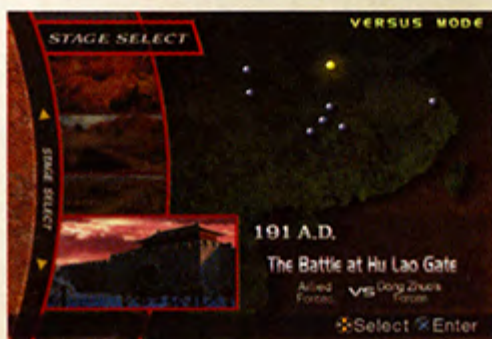 VERSUS MODE
STAGE SELECT
STAGE SELECT
191 A.D.
The Battle at Hu Lao Gate
Allied Forces VS Dong Zhuo's Forces
Select Enter